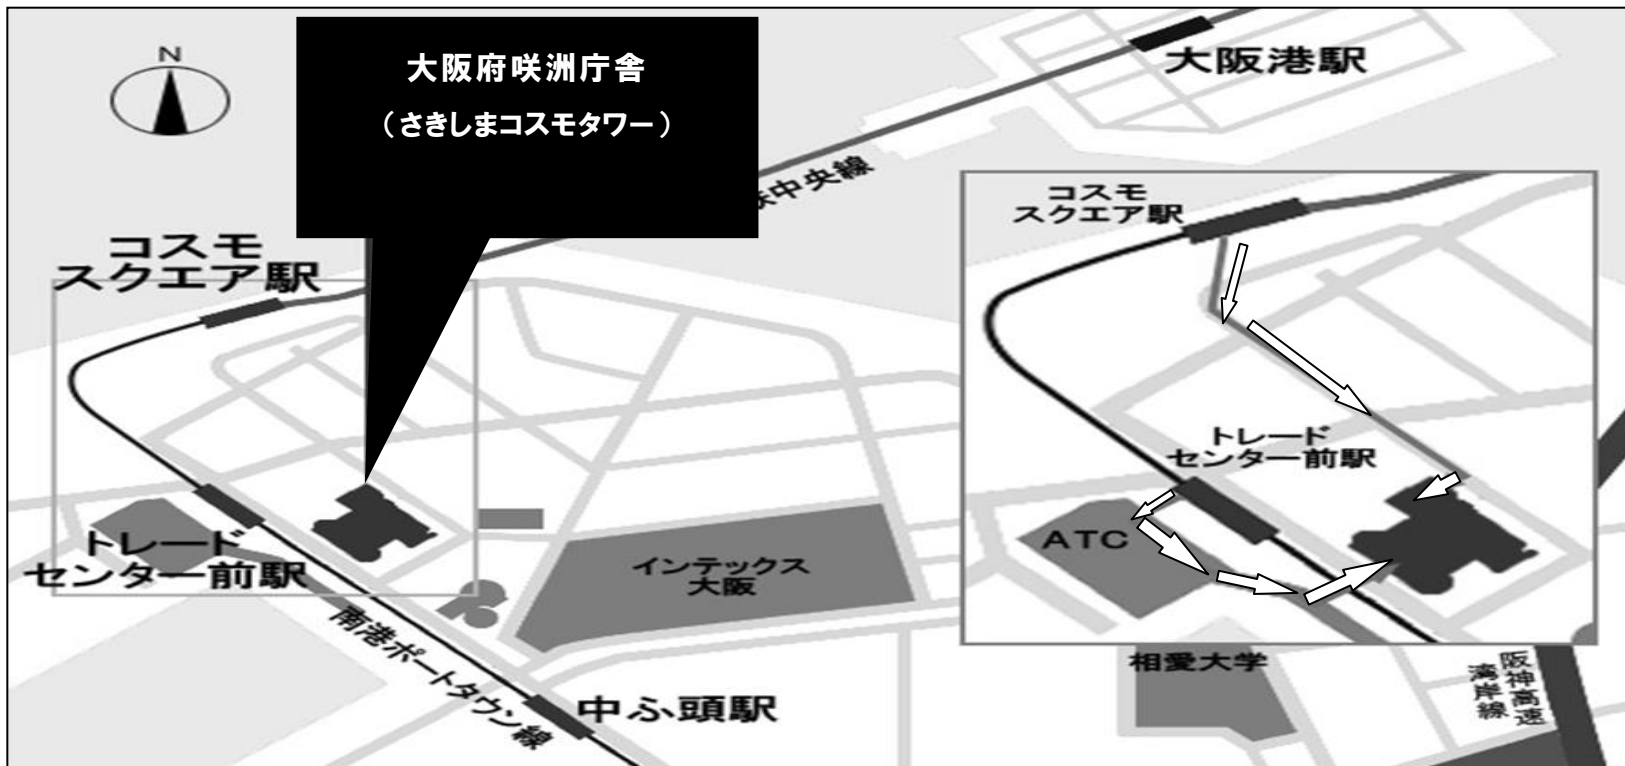 N
大阪府咲洲庁舎
（さきしまコスモタワー）
大阪港駅
中央線
コスモ
スクエア駅
トレード
センター前駅
南港ポートタウン線
インテックス
大阪
中ふ頭駅
コスモ
スクエア駅
トレード
センター前駅
ATC
相愛大学
阪神高速
湾岸線